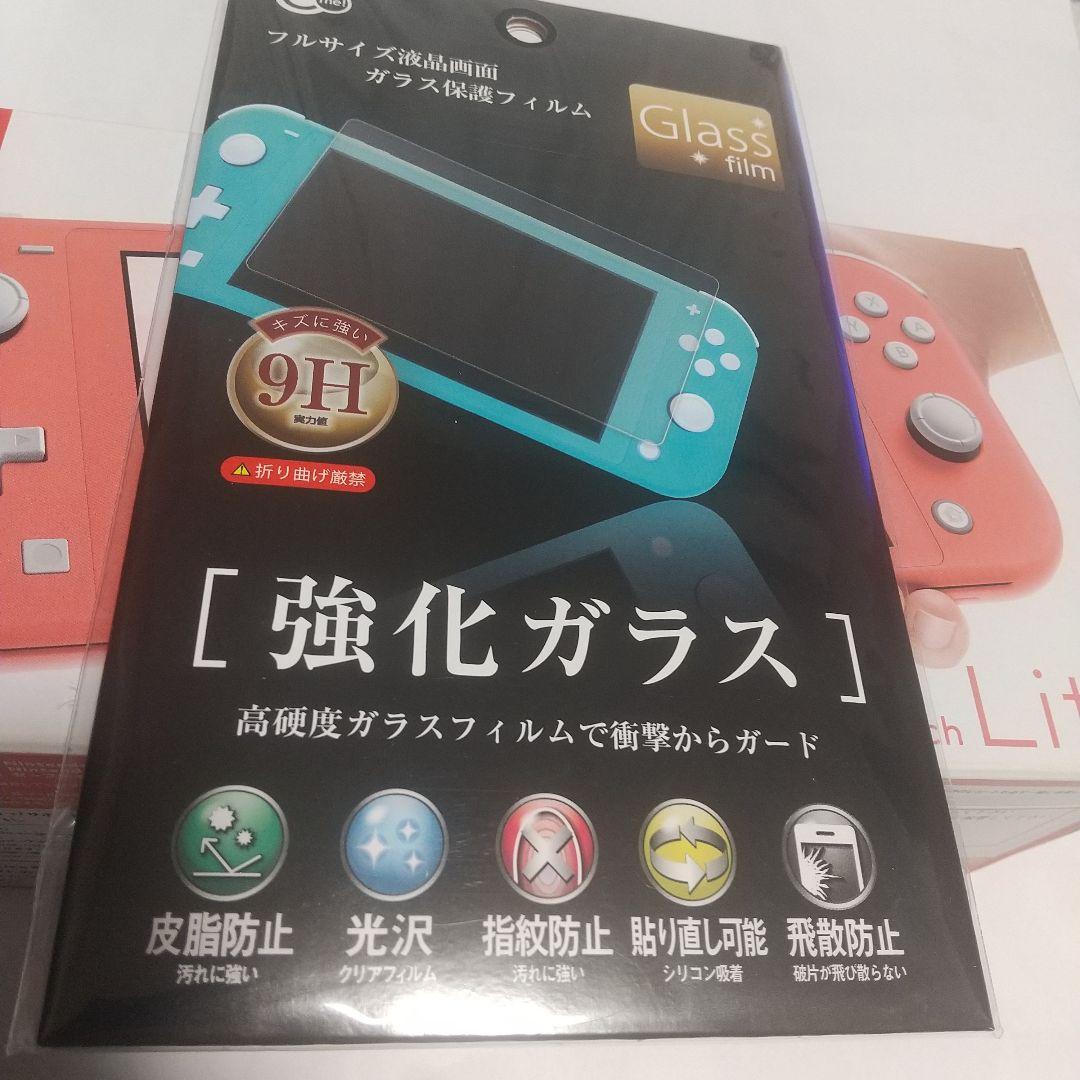 me!
フルサイズ液晶画面
ガラス保護フィルム
Glass
film
キズに強い
9H
実力値
折り曲げ厳禁
X
A
Y
B
[強化ガラス]
ch Lit
高硬度ガラスフィルムで衝撃からガード
皮脂防止
汚れに強い
光沢
クリアフィルム
指紋防止
汚れに強い
貼り直し可能
シリコン吸着
飛散防止
破片が飛び散らない